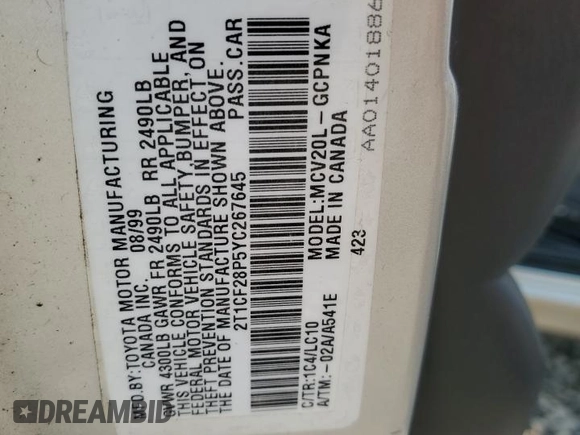 MFD.BY:TOYOTA MOTOR MANUFACTURING
CANADA INC. 08/99
GVWR 4300LB GAWR FR 2490LB RR 2490LB
THIS VEHICLE CONFORMS TO ALL APPLICABLE
FEDERAL MOTOR VEHICLE SAFETY, BUMPER, AND
THEFT PREVENTION STANDARDS IN EFFECT ON
THE DATE OF MANUFACTURE SHOWN ABOVE.
2T1CF28P5YC267645 PASS.CAR
C/TR:1C4/LC10 MODEL:MCV20L-GCPNKA
A/TM:-02A/A541E MADE IN CANADA
423
AA01401886
DREAMBID